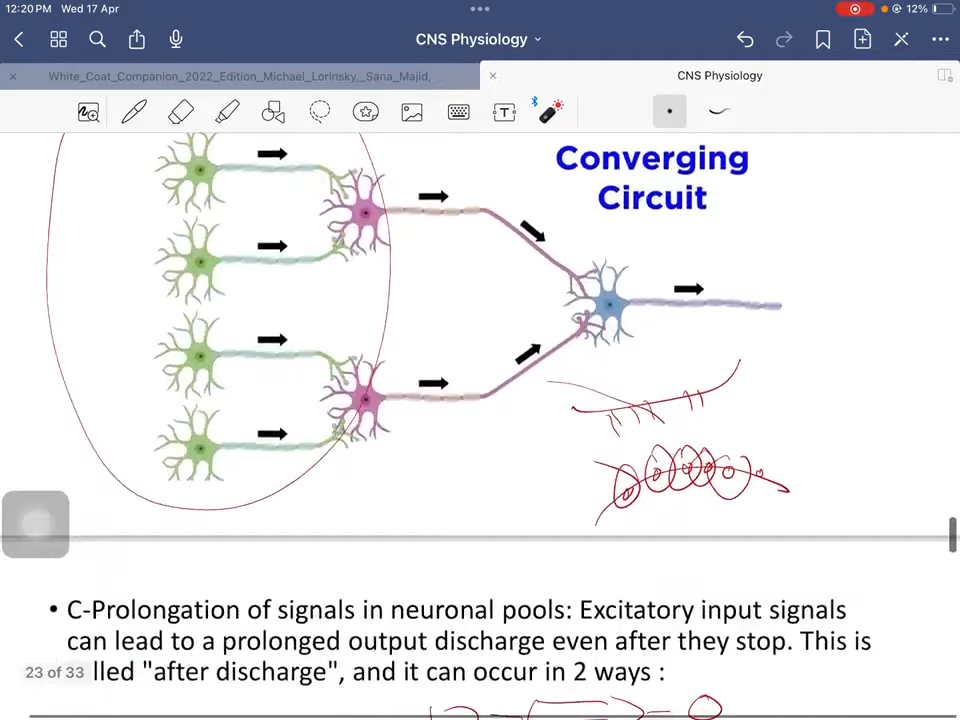 12:20 PM Wed 17 Apr
12%
CNS Physiology
White_Coat_Companion_2022_Edition_Michael_Lorinsky,_Sana_Majid,
CNS Physiology
T
Converging
Circuit
• C-Prolongation of signals in neuronal pools: Excitatory input signals
can lead to a prolonged output discharge even after they stop. This is
23 of 33 lled "after discharge", and it can occur in 2 ways :